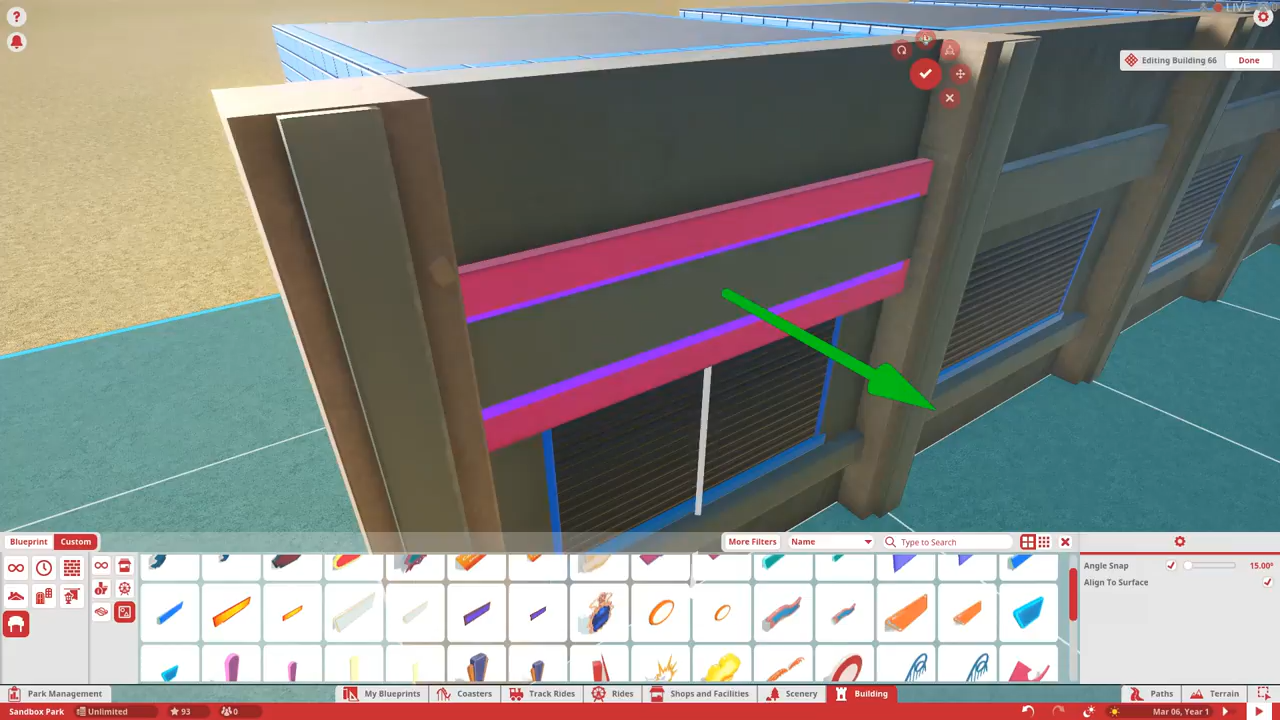 ?
LIVE
Editing Building 66
Done
Blueprint
Custom
More Filters
Name
Type to Search
Angle Snap
15.00°
Align To Surface
Park Management
My Blueprints
Coasters
Track Rides
Rides
Shops and Facilities
Scenery
Building
Paths
Terrain
Sandbox Park
Unlimited
93
0
Mar 06, Year 1